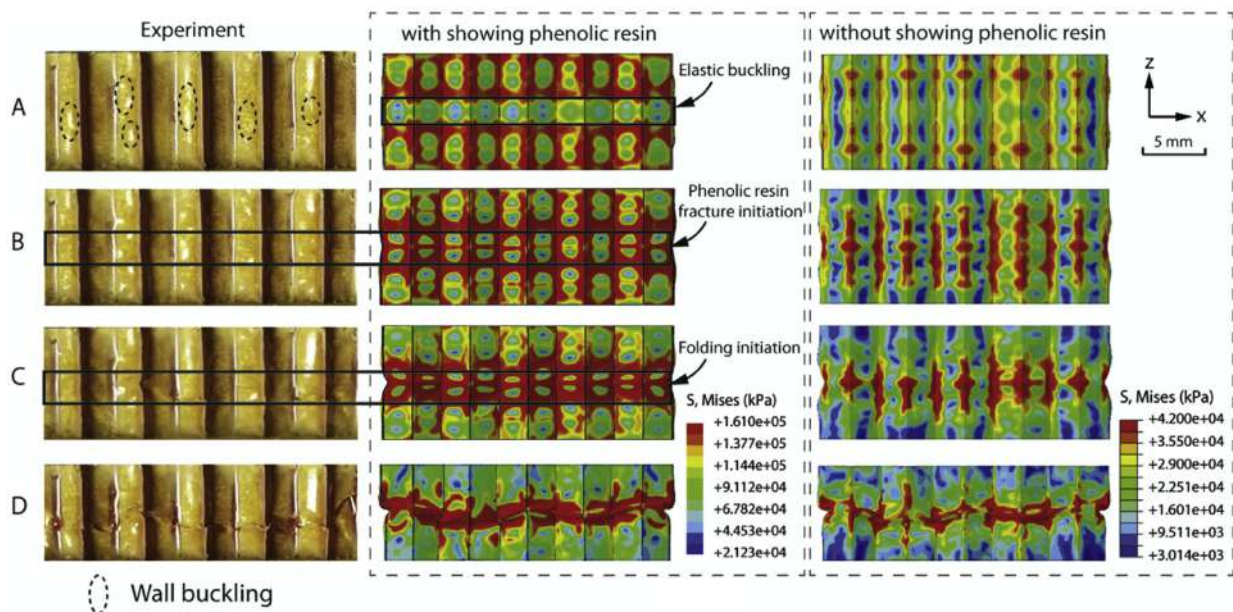 Experiment
with showing phenolic resin
without showing phenolic resin
A
Elastic buckling
Z
X
5 mm
B
Phenolic resin
fracture initiation
C
Folding initiation
S, Mises (kPa)
+1.610e+05
+1.377e+05
+1.144e+05
+9.112e+04
+6.782e+04
+4.453e+04
+2.123e+04
S, Mises (kPa)
+4.200e+04
+3.550e+04
+2.900e+04
+2.251e+04
+1.601e+04
+9.511e+03
+3.014e+03
D
Wall buckling